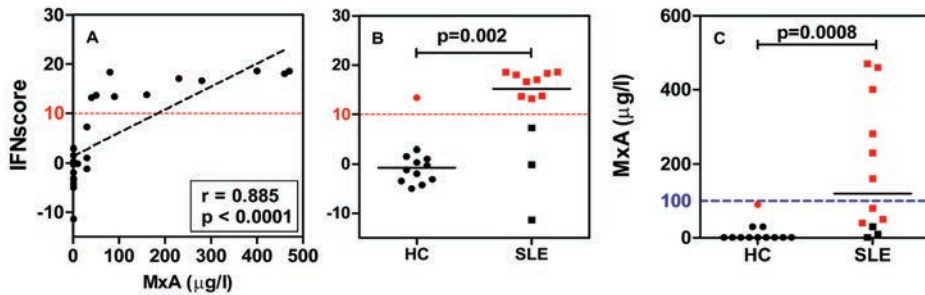 A
IFNscore
30
20
10
0
-10
r = 0.885
p < 0.0001
0 100 200 300 400 500
MxA (μg/l)
B
p=0.002
30
20
10
0
-10
HC SLE
C
p=0.0008
MxA (μg/l)
600
400
200
100
0
HC SLE